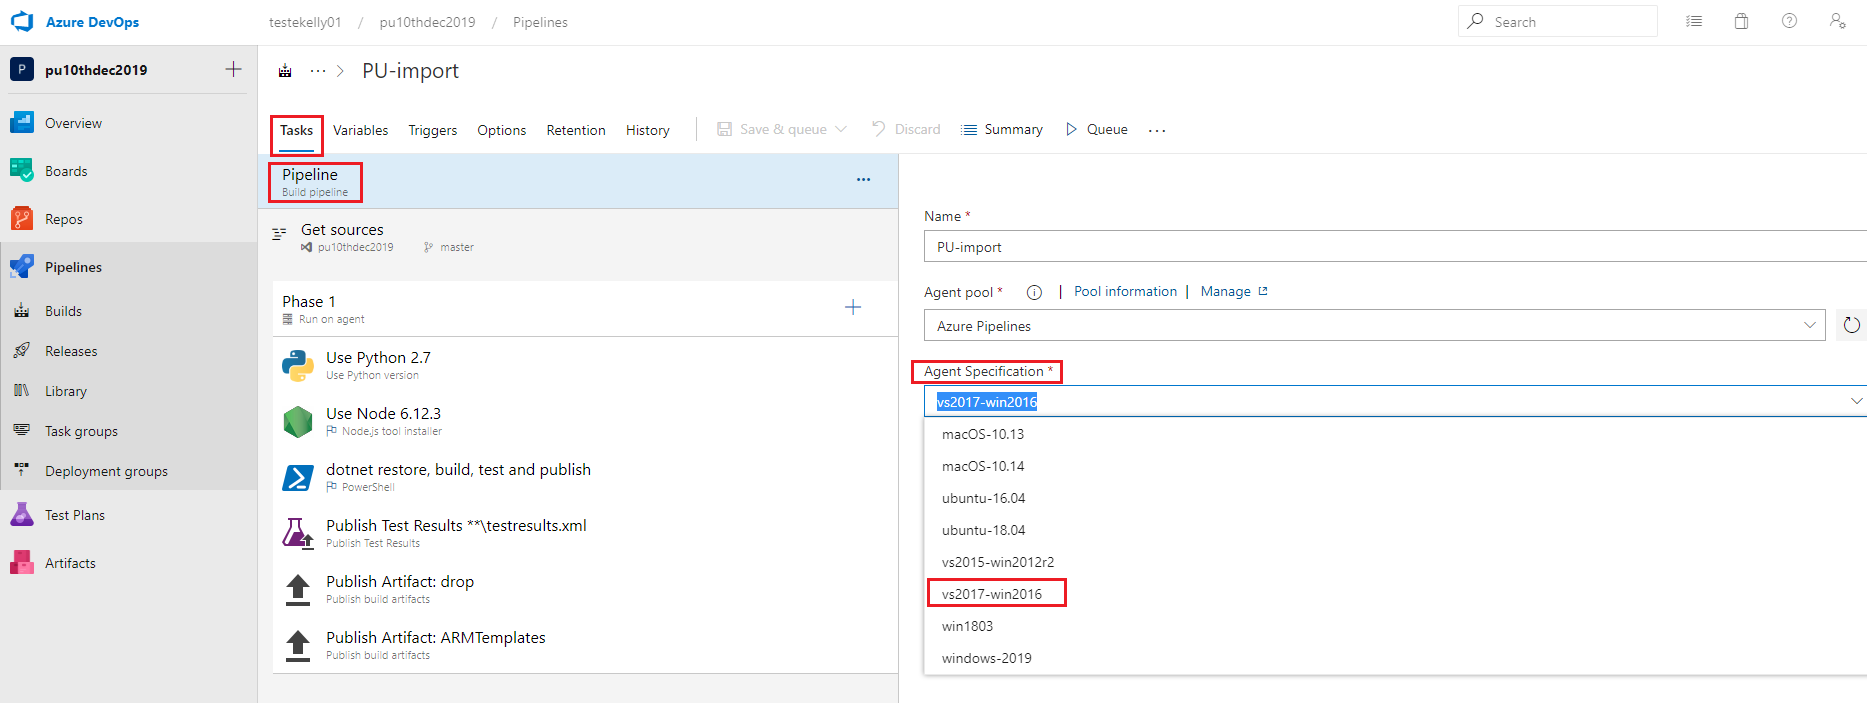 Azure DevOps
testekelly01 / pu10thdec2019 / Pipelines
Search
P pu10thdec2019
Overview
Boards
Repos
Pipelines
Builds
Releases
Library
Task groups
Deployment groups
Test Plans
Artifacts
... > PU-import
Tasks Variables Triggers Options Retention History Save & queue Discard Summary Queue ...
Pipeline
Build pipeline
Get sources
pu10thdec2019 master
Phase 1
Run on agent
Use Python 2.7
Use Python version
Use Node 6.12.3
Node.js tool installer
dotnet restore, build, test and publish
PowerShell
Publish Test Results **\testresults.xml
Publish Test Results
Publish Artifact: drop
Publish build artifacts
Publish Artifact: ARMTemplates
Publish build artifacts
Name *
PU-import
Agent pool * | Pool information | Manage
Azure Pipelines
Agent Specification *
vs2017-win2016
macOS-10.13
macOS-10.14
ubuntu-16.04
ubuntu-18.04
vs2015-win2012r2
vs2017-win2016
win1803
windows-2019